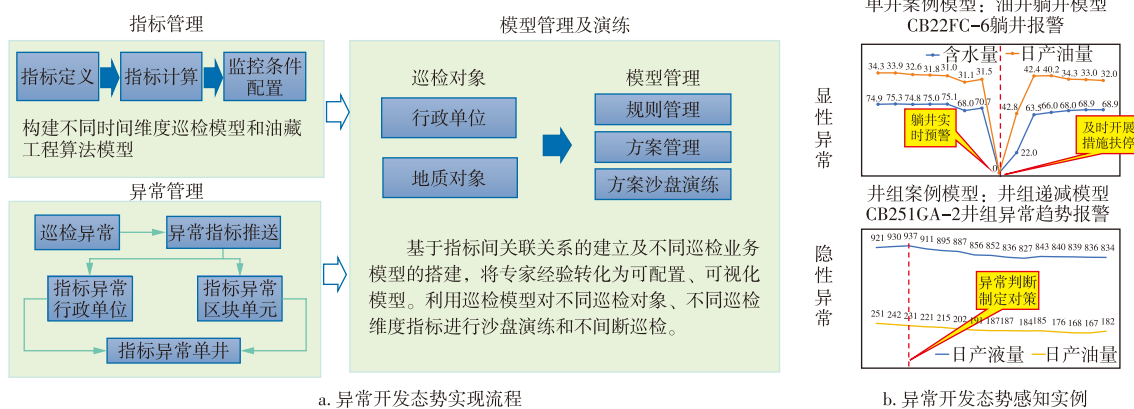 指标管理
指标定义
指标计算
监控条件
配置
构建不同时间维度巡检模型和油藏
工程算法模型
异常管理
巡检异常
异常指标推送
指标异常
行政单位
指标异常
区块单元
指标异常单井
模型管理及演练
巡检对象
行政单位
地质对象
模型管理
规则管理
方案管理
方案沙盘演练
基于指标间关联关系的建立及不同巡检业务
模型的搭建，将专家经验转化为可配置、可视化
模型。利用巡检模型对不同巡检对象、不同巡检
维度指标进行沙盘演练和不间断巡检。
a. 异常开发态势实现流程
显性异常
单井案例模型：油井躺井模型
CB22FC-6躺井报警
含水量 日产油量
34.3 33.9 32.6 31.8 31.0 31.1 31.5 42.8 42.4 40.2 34.3 33.0 32.0
74.9 75.3 74.8 75.0 75.1 68.0 70.7 0 22.0 63.5 66.0 68.0 68.9 68.9
躺井实
时预警
及时开展
措施扶停
隐性异常
井组案例模型：井组递减模型
CB251GA-2井组异常趋势报警
921 930 937 911 895 887 856 852 836 827 843 840 839 836 834
异常判断
制定对策
251 242 231 221 215 202 191 187 187 184 185 176 168 167 182
日产液量 日产油量
b. 异常开发态势感知实例